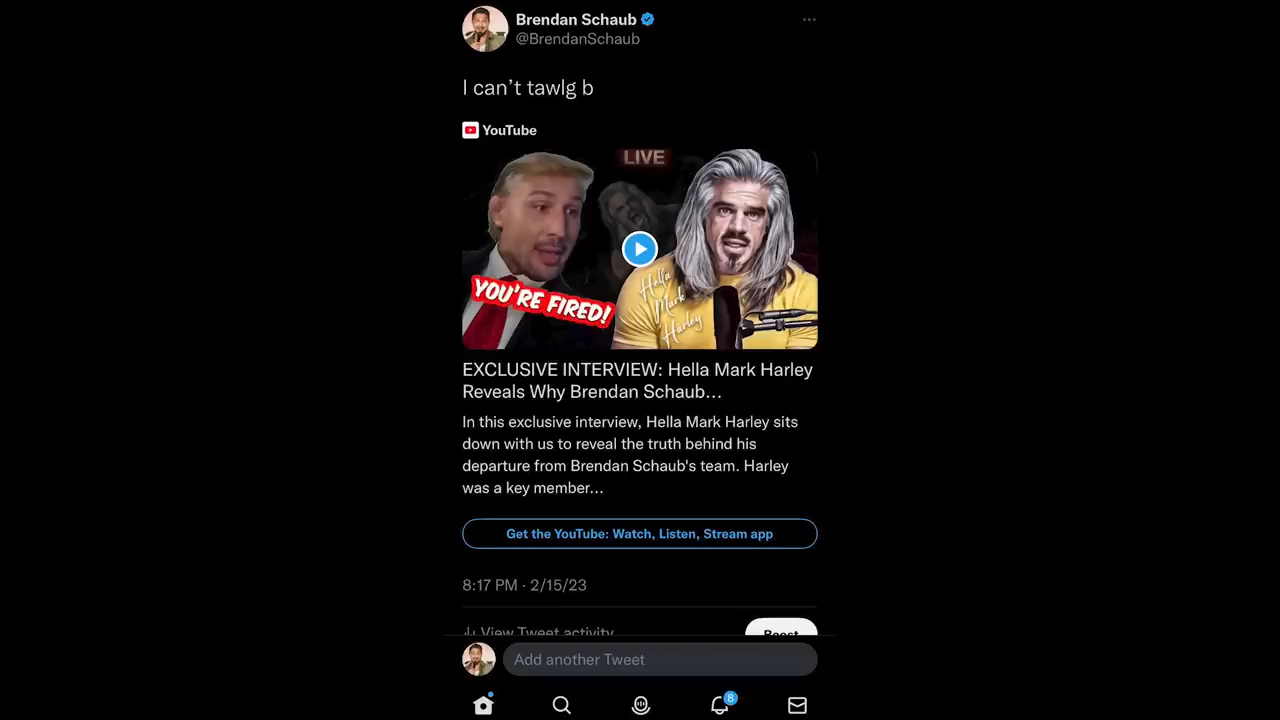 Brendan Schaub
@BrendanSchaub
I can’t tawlg b
YouTube
LIVE
YOU'RE FIRED!
Hella
Mark
Harley
EXCLUSIVE INTERVIEW: Hella Mark Harley
Reveals Why Brendan Schaub...
In this exclusive interview, Hella Mark Harley sits
down with us to reveal the truth behind his
departure from Brendan Schaub's team. Harley
was a key member...
Get the YouTube: Watch, Listen, Stream app
8:17 PM · 2/15/23
View Tweet activity
Boost
Add another Tweet
8